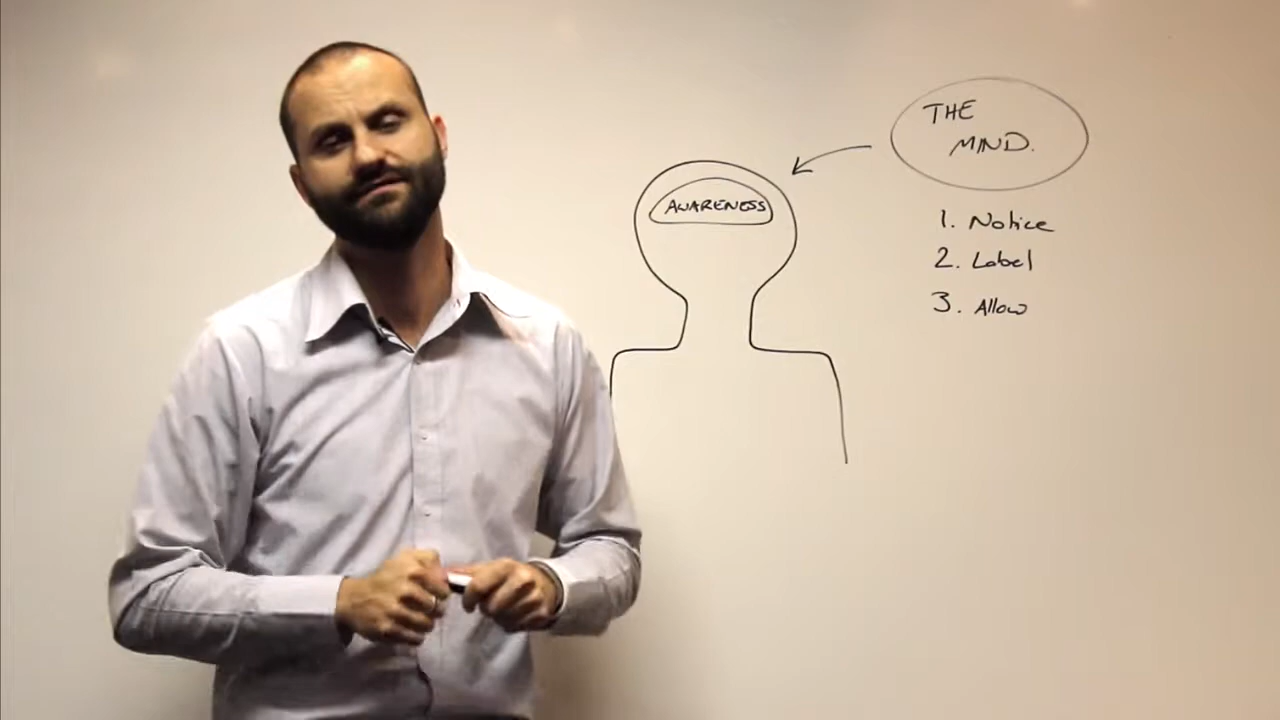 THE
MIND.
AWARENESS
1. Notice
2. Label
3. Allow